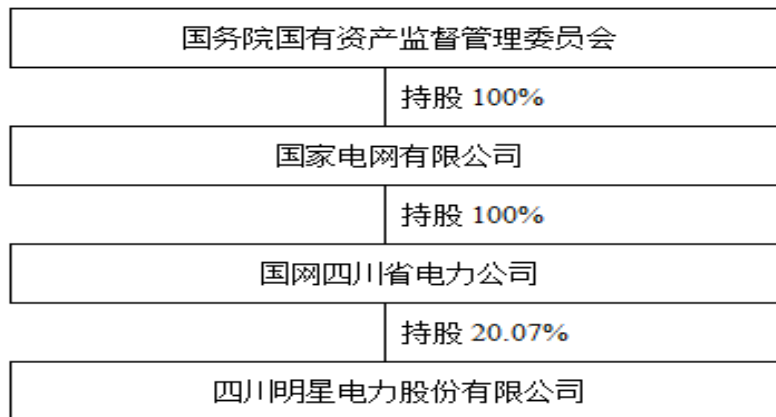 国务院国有资产监督管理委员会
持股 100%
国家电网有限公司
持股 100%
国网四川省电力公司
持股 20.07%
四川明星电力股份有限公司